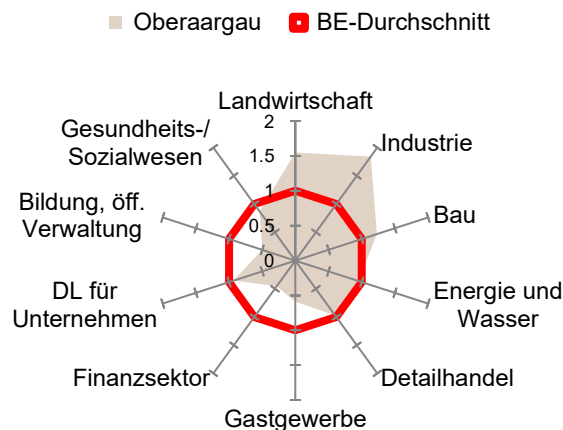 Oberaargau BE-Durchschnitt
Landwirtschaft
Gesundheits-/
Sozialwesen
Industrie
Bildung, öff.
Verwaltung
Bau
2
1.5
1
0.5
0
DL für
Unternehmen
Energie und
Wasser
Finanzsektor
Detailhandel
Gastgewerbe